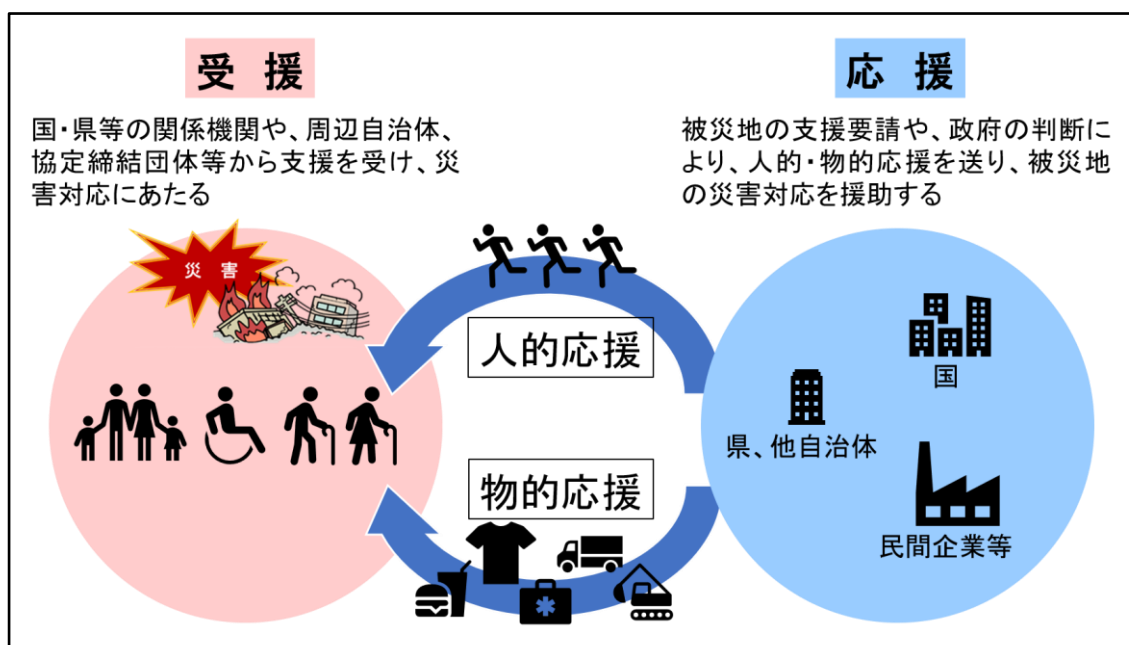 受 援
国・県等の関係機関や、周辺自治体、
協定締結団体等から支援を受け、災
害対応にあたる
災 害
応 援
被災地の支援要請や、政府の判断に
より、人的・物的応援を送り、被災地
の災害対応を援助する
人的応援
物的応援
国
県、他自治体
民間企業等